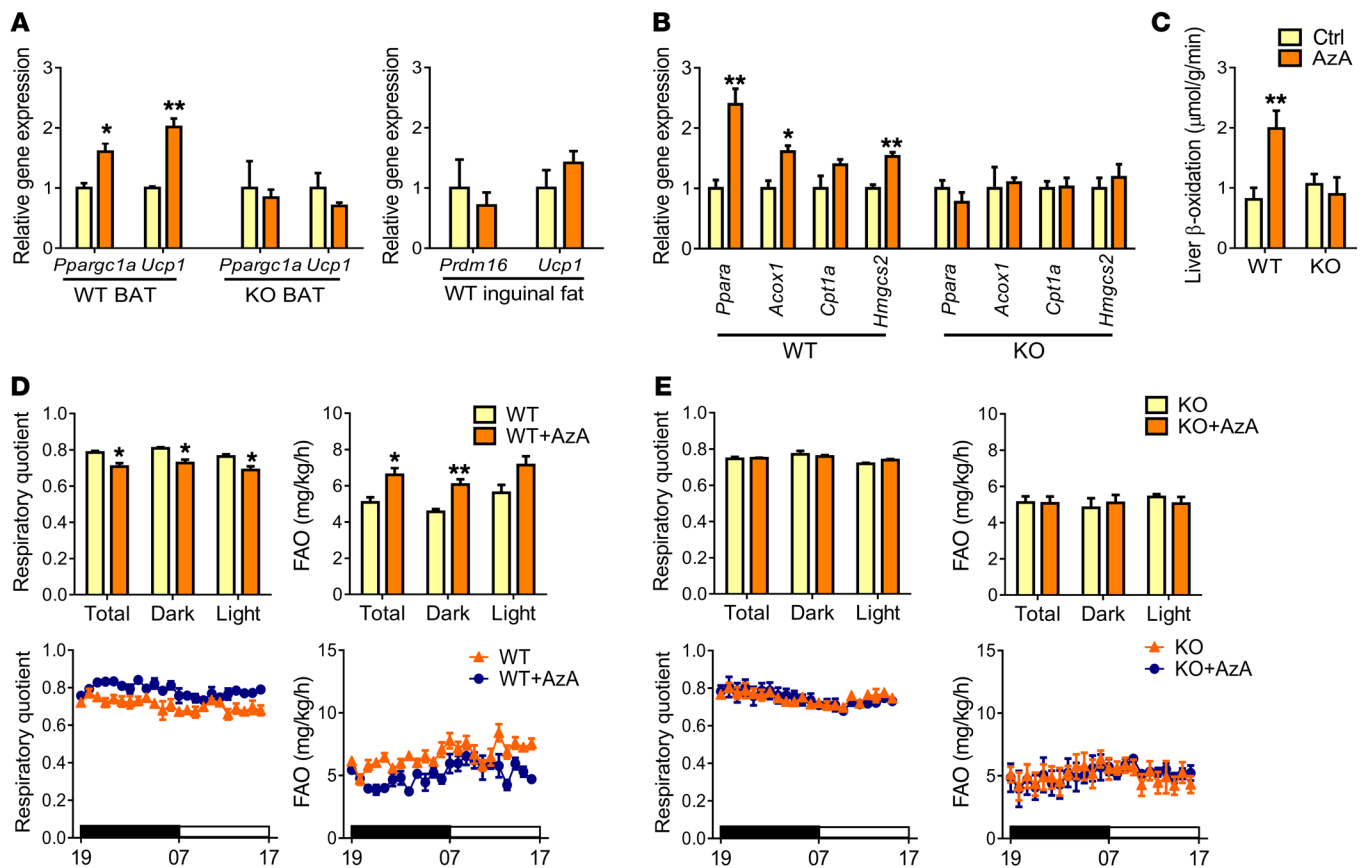 A
Relative gene expression
3
2
1
0
*
**
Ppargc1a Ucp1
Ppargc1a Ucp1
WT BAT
KO BAT
Relative gene expression
3
2
1
0
Prdm16
Ucp1
WT inguinal fat
B
Relative gene expression
3
2
1
0
**
*
**
Ppara
Acox1
Cpt1a
Hmgcs2
Ppara
Acox1
Cpt1a
Hmgcs2
WT
KO
C
Ctrl
AzA
Liver β-oxidation (μmol/g/min)
3
2
1
0
**
WT
KO
D
Respiratory quotient
1.0
0.8
0.6
0.4
0.2
0.0
*
*
*
Total
Dark
Light
FAO (mg/kg/h)
10
8
6
4
2
0
*
**
WT
WT+AzA
Total
Dark
Light
Respiratory quotient
1.0
0.8
0.6
0.4
0.2
0.0
19
07
17
FAO (mg/kg/h)
15
10
5
0
WT
WT+AzA
19
07
17
E
Respiratory quotient
1.0
0.8
0.6
0.4
0.2
0.0
Total
Dark
Light
FAO (mg/kg/h)
10
8
6
4
2
0
KO
KO+AzA
Total
Dark
Light
Respiratory quotient
1.0
0.8
0.6
0.4
0.2
0.0
19
07
17
FAO (mg/kg/h)
15
10
5
0
KO
KO+AzA
19
07
17